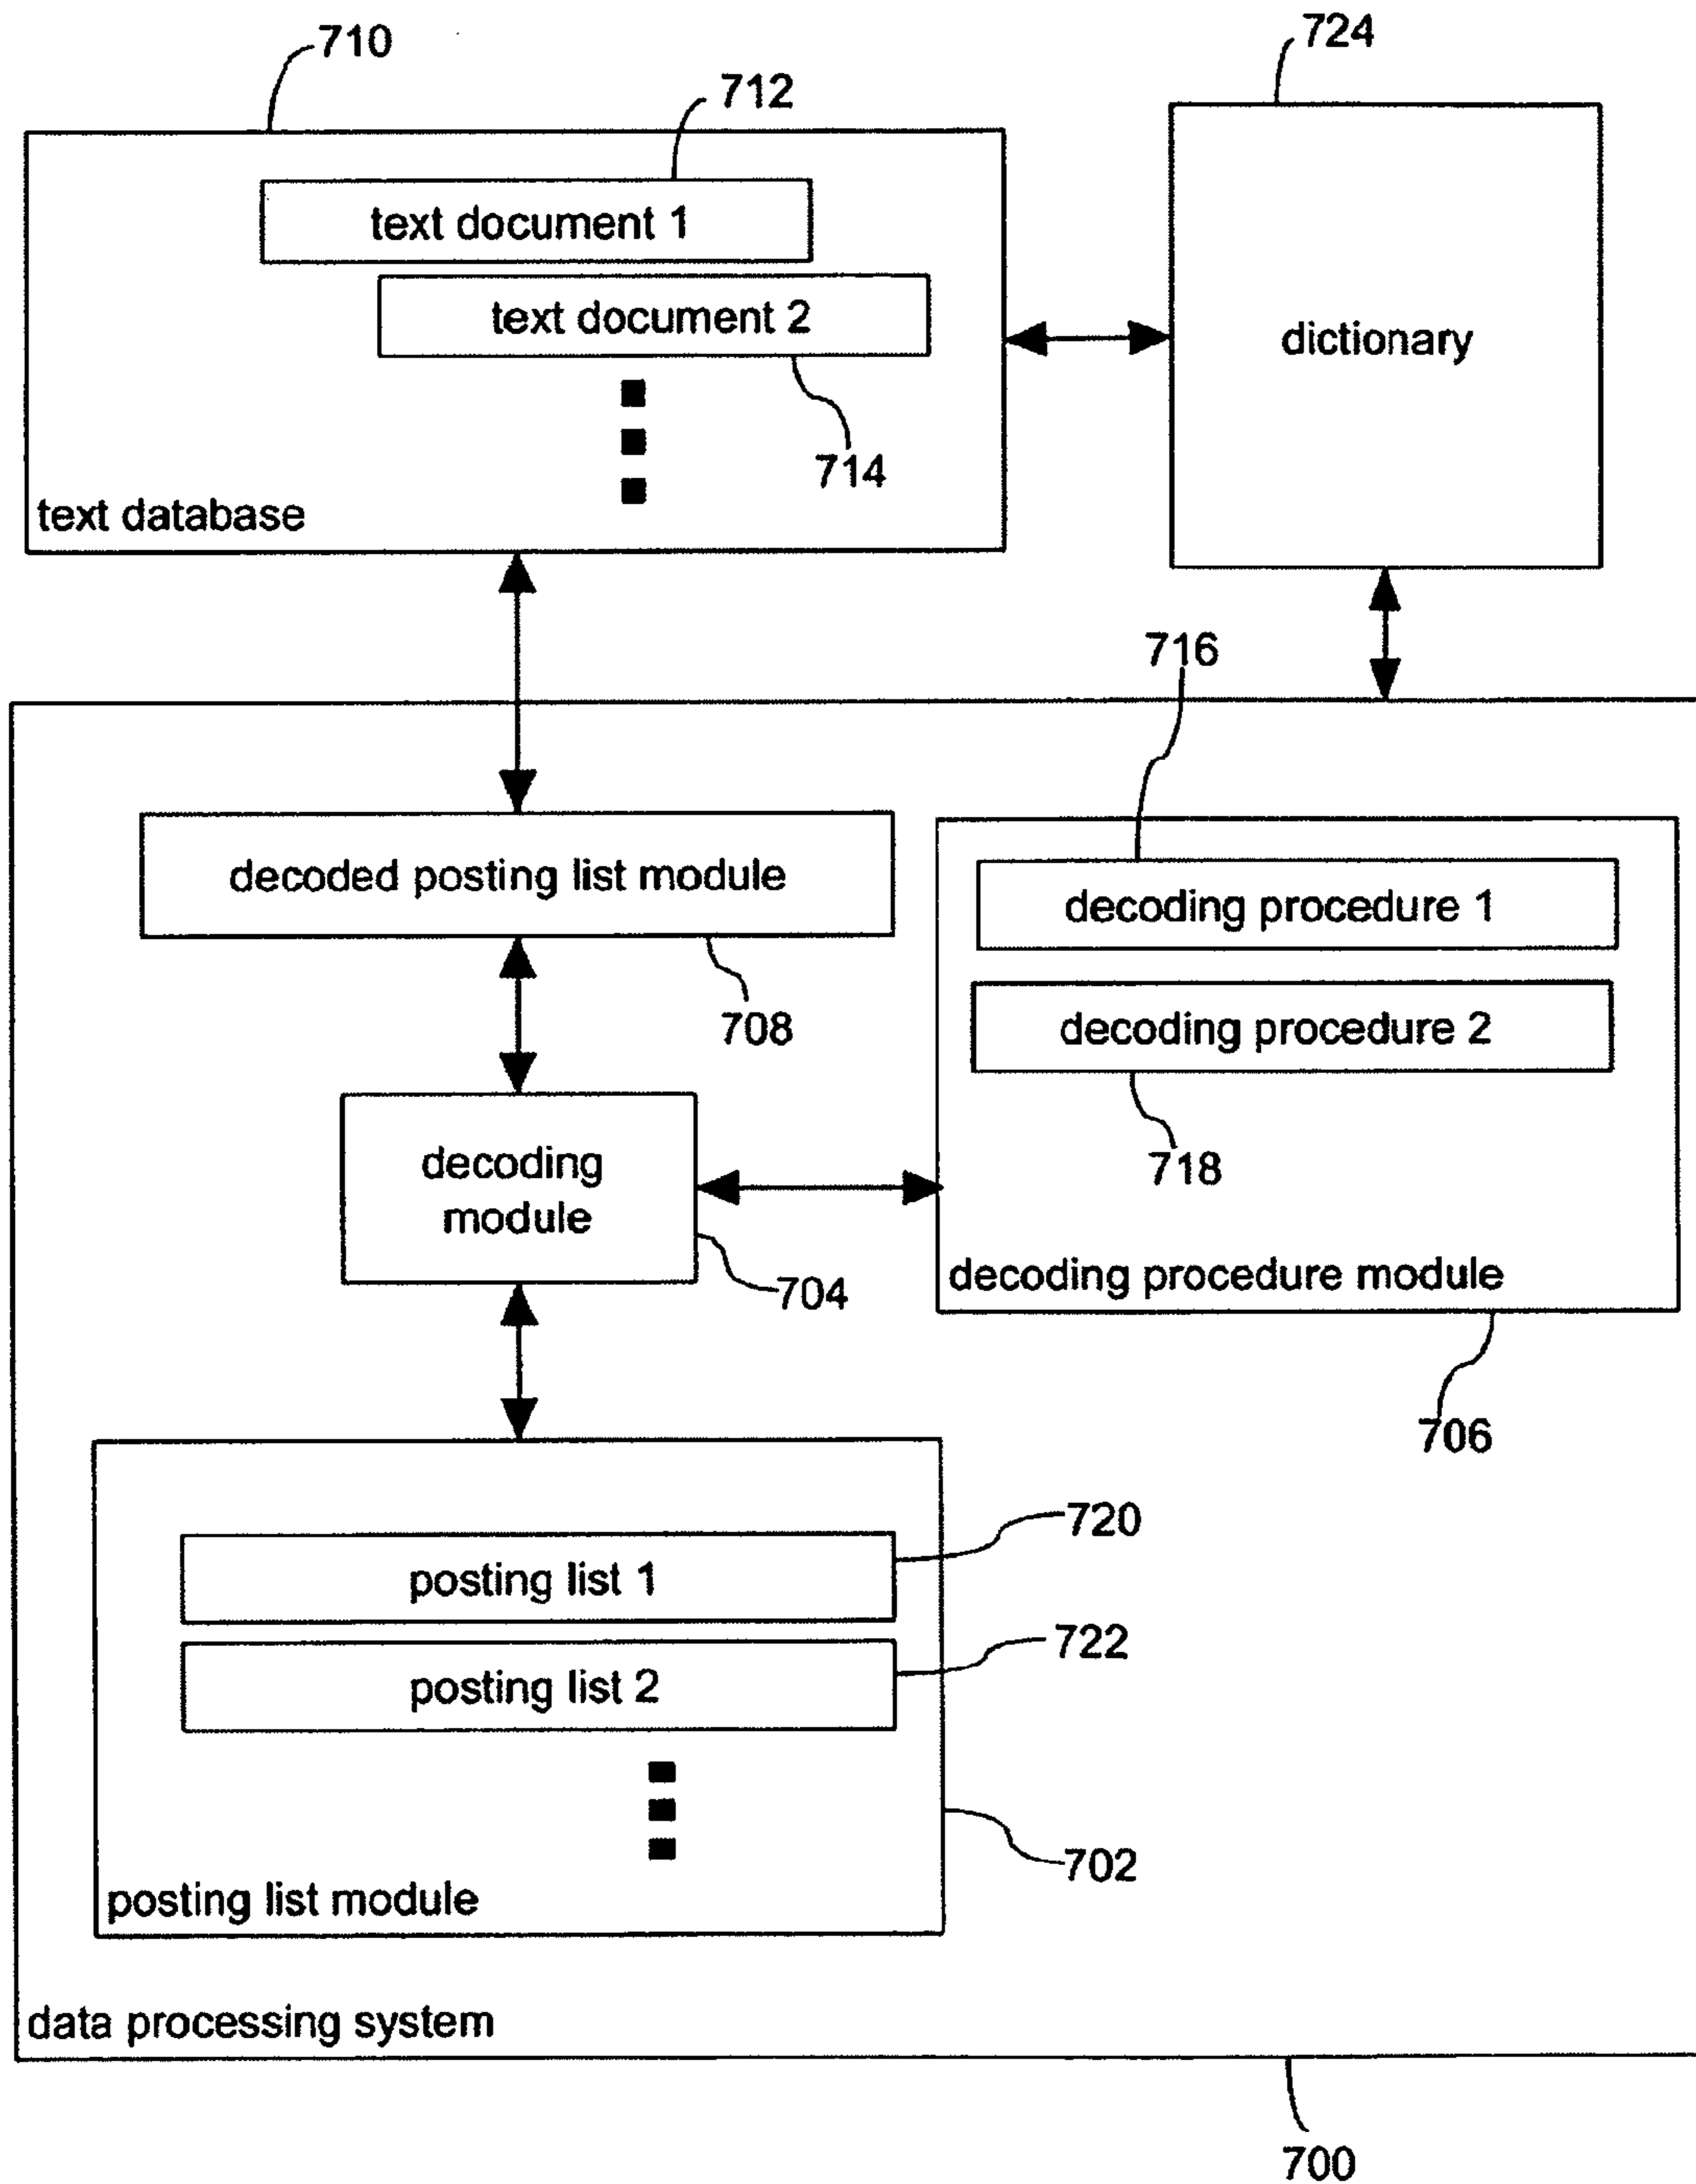 710
724
712
text document 1
text document 2
dictionary
714
text database
716
decoded posting list module
decoding procedure 1
708
decoding procedure 2
decoding
module
718
704
decoding procedure module
706
720
posting list 1
722
posting list 2
702
posting list module
data processing system
700